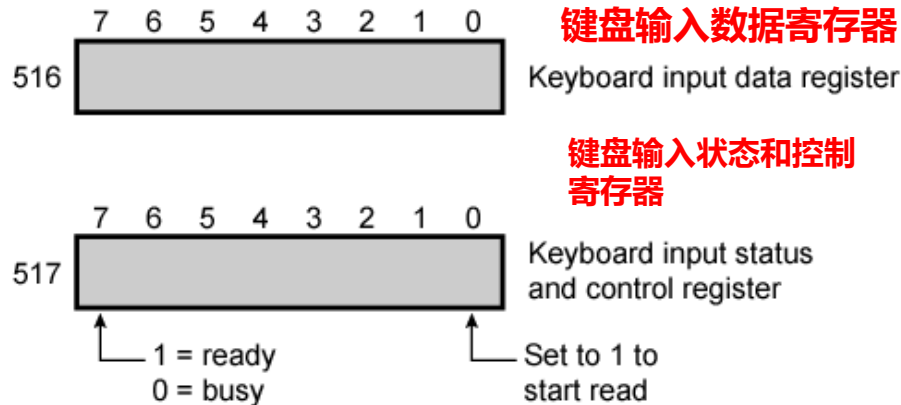 7 6 5 4 3 2 1 0
键盘输入数据寄存器
516
Keyboard input data register
键盘输入状态和控制
寄存器
7 6 5 4 3 2 1 0
517
Keyboard input status
and control register
1 = ready
0 = busy
Set to 1 to
start read